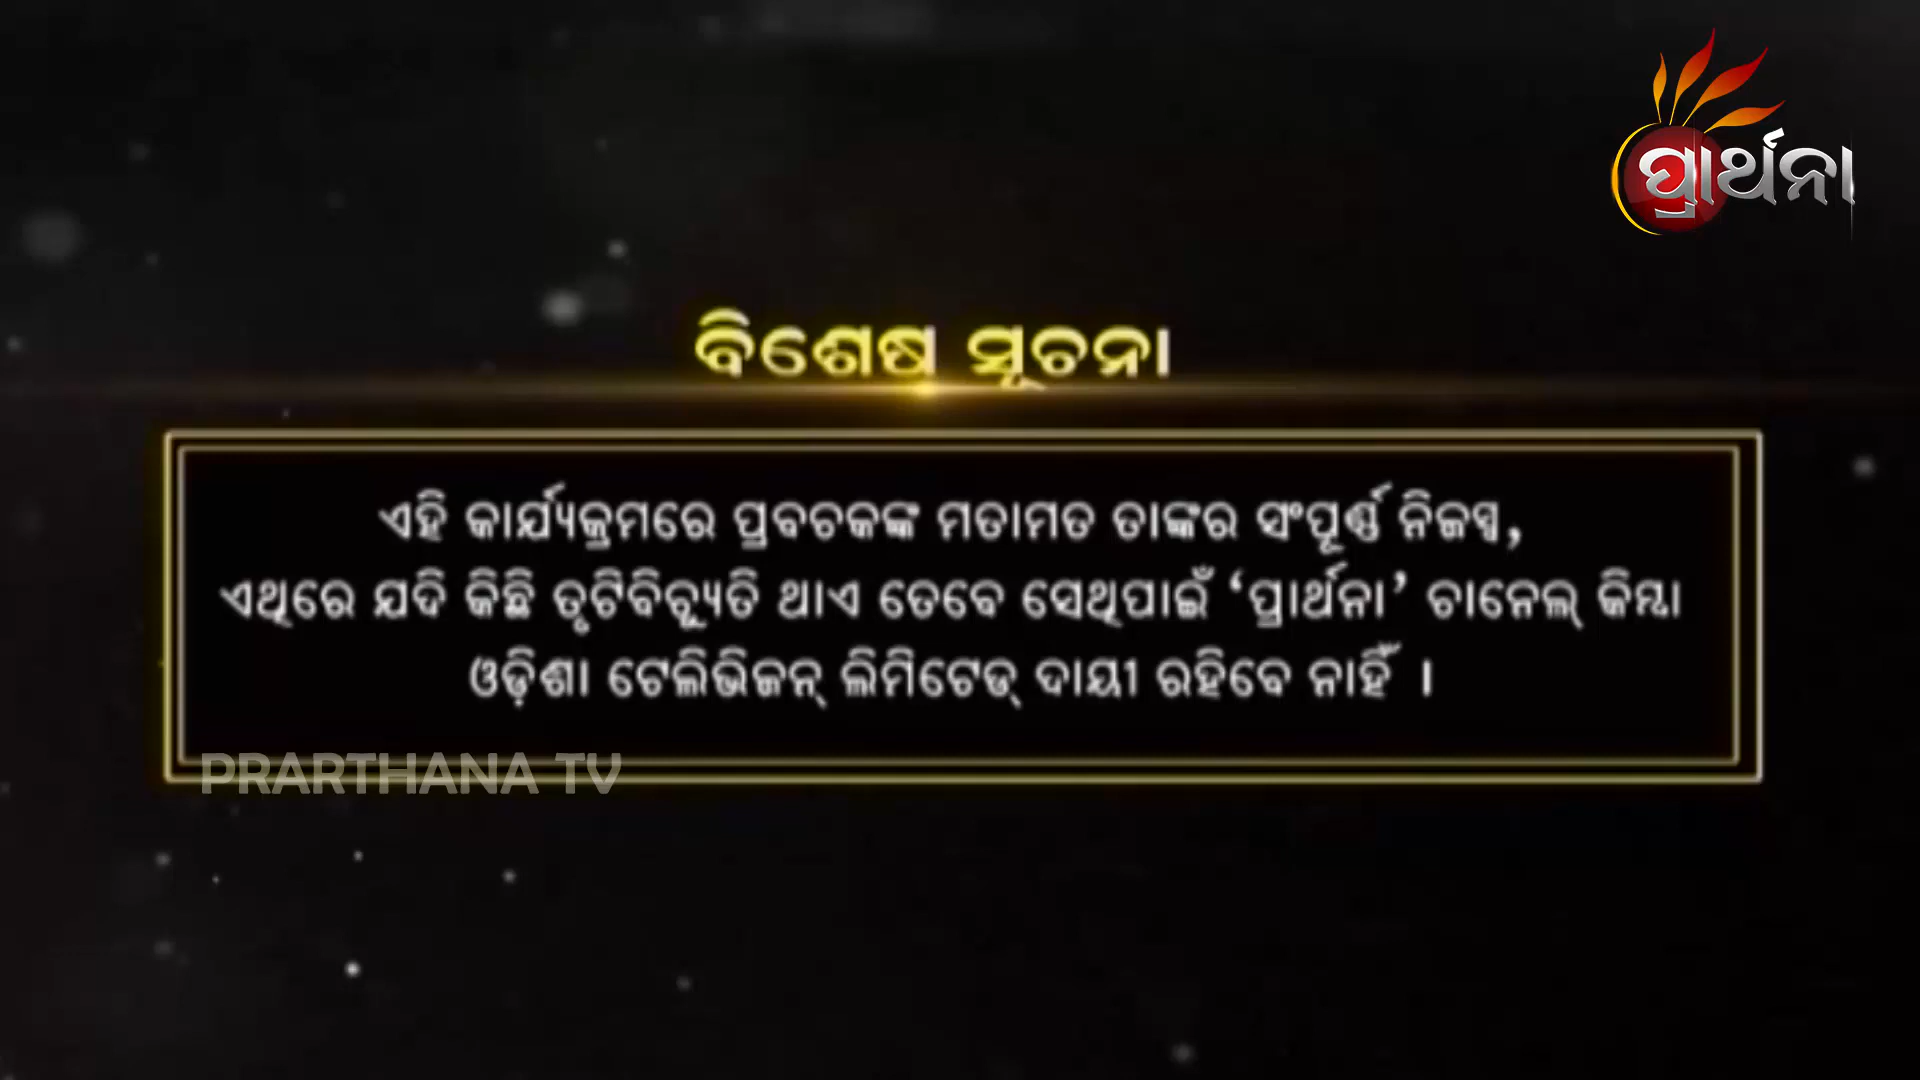 ପ୍ରାର୍ଥନା
ବିଶେଷ ସୂଚନା
ଏହି କାର୍ଯ୍ୟକ୍ରମରେ ପ୍ରବଚକଙ୍କ ମତାମତ ତାଙ୍କର ସଂପୂର୍ଣ୍ଣ ନିଜସ୍ୱ,
ଏଥିରେ ଯଦି କିଛି ତୃଟିବିଚ୍ୟୁତି ଥାଏ ତେବେ ସେଥିପାଇଁ ‘ପ୍ରାର୍ଥନା’ ଚାନେଲ୍ କିମ୍ବା
ଓଡ଼ିଶା ଟେଲିଭିଜନ୍ ଲିମିଟେଡ୍ ଦାୟୀ ରହିବେ ନାହିଁ ।
PRARTHANA TV